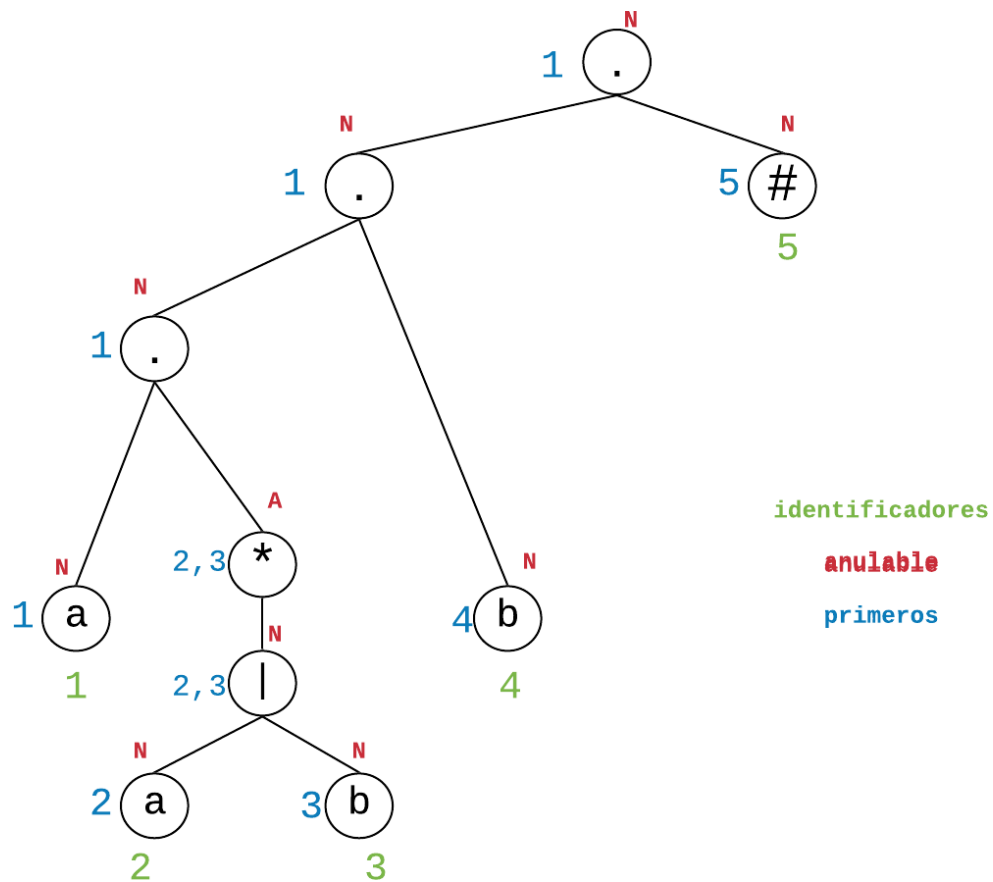 N
1 .
N N
1 . 5 #
5
N
1 .
A
2,3 *
N N
1 a 4 b
N
1 2,3 | 4
N N
2 a 3 b
2 3
identificadores
anulable
primeros